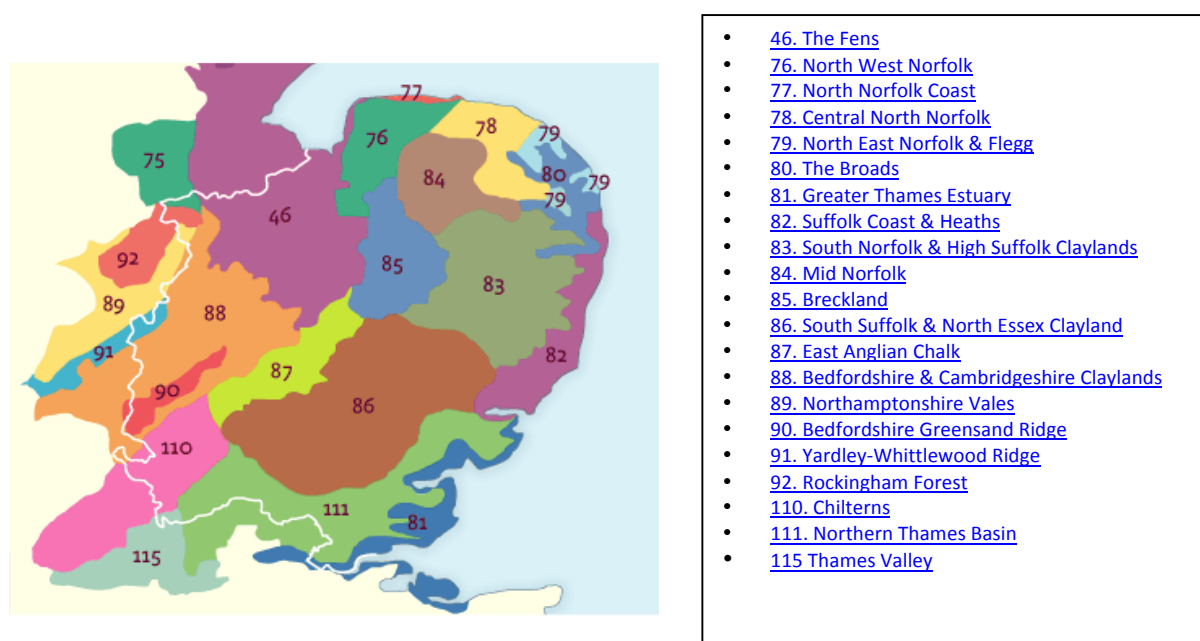 77
76
78
79
75
84
80
79
79
46
92
85
83
89
88
91
82
87
90
86
110
111
81
115
• 46. The Fens
• 76. North West Norfolk
• 77. North Norfolk Coast
• 78. Central North Norfolk
• 79. North East Norfolk & Flegg
• 80. The Broads
• 81. Greater Thames Estuary
• 82. Suffolk Coast & Heaths
• 83. South Norfolk & High Suffolk Claylands
• 84. Mid Norfolk
• 85. Breckland
• 86. South Suffolk & North Essex Clayland
• 87. East Anglian Chalk
• 88. Bedfordshire & Cambridgeshire Claylands
• 89. Northamptonshire Vales
• 90. Bedfordshire Greensand Ridge
• 91. Yardley-Whittlewood Ridge
• 92. Rockingham Forest
• 110. Chilterns
• 111. Northern Thames Basin
• 115 Thames Valley